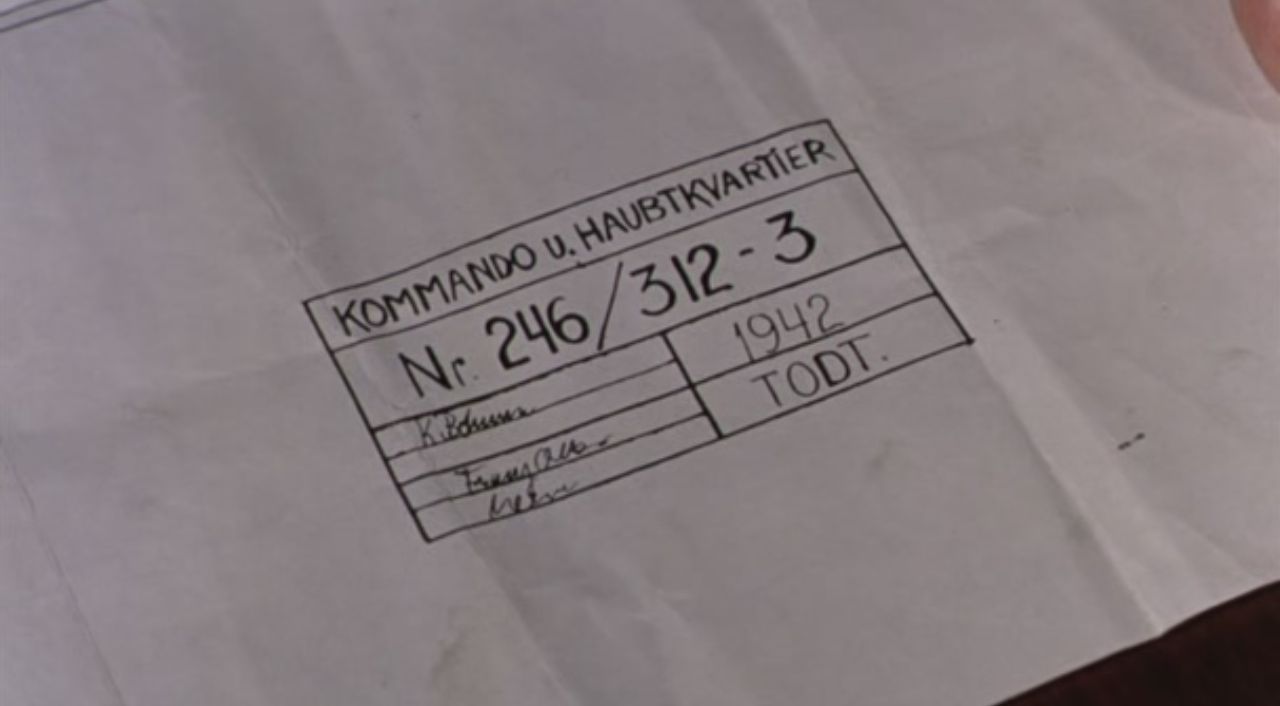 KOMMANDO U. HAUBTKVARTIER
Nr. 246/312-3
1942
TODT.